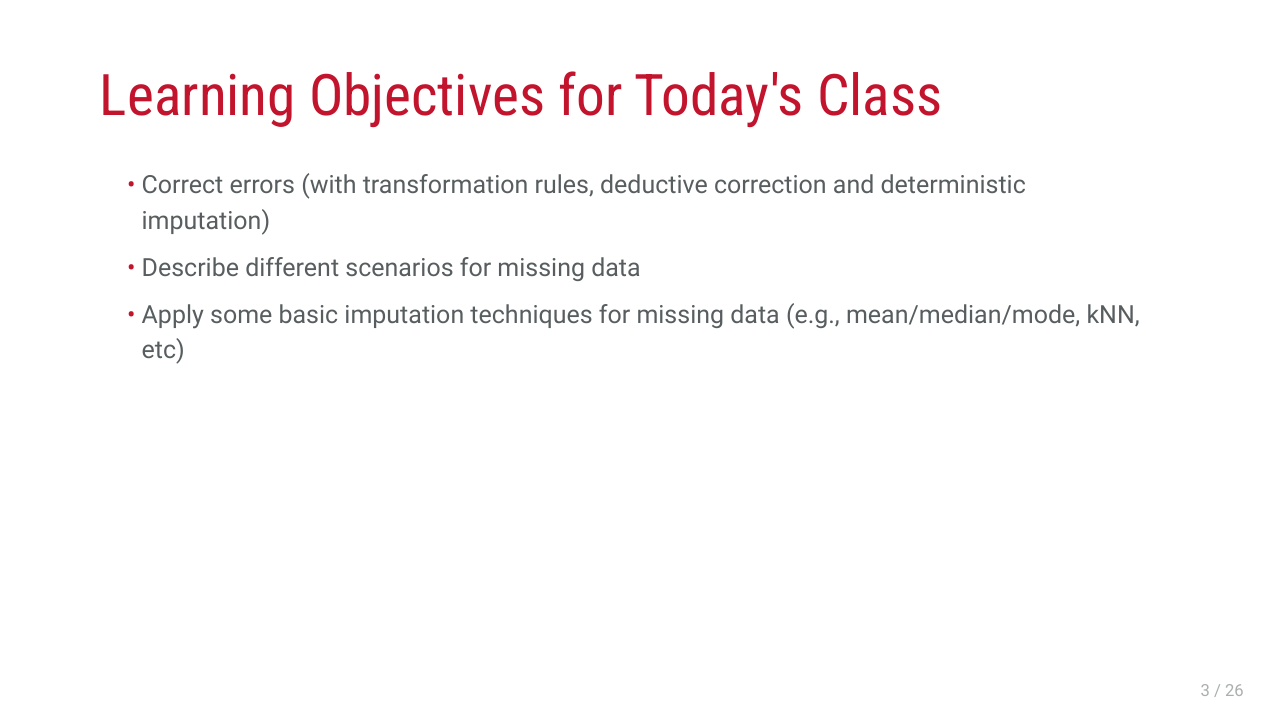 Learning Objectives for Today's Class
• Correct errors (with transformation rules, deductive correction and deterministic
imputation)
• Describe different scenarios for missing data
• Apply some basic imputation techniques for missing data (e.g., mean/median/mode, kNN,
etc)
3 / 26